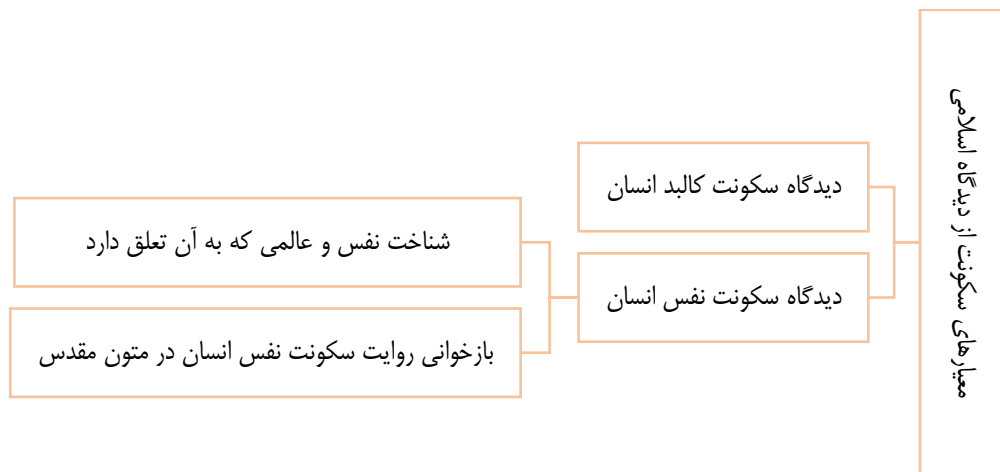 معیارهای سکونت از دیدگاه اسلامی
دیدگاه سکونت کالبد انسان
دیدگاه سکونت نفس انسان
شناخت نفس و عالمی که به آن تعلق دارد
بازخوانی روایت سکونت نفس انسان در متون مقدس